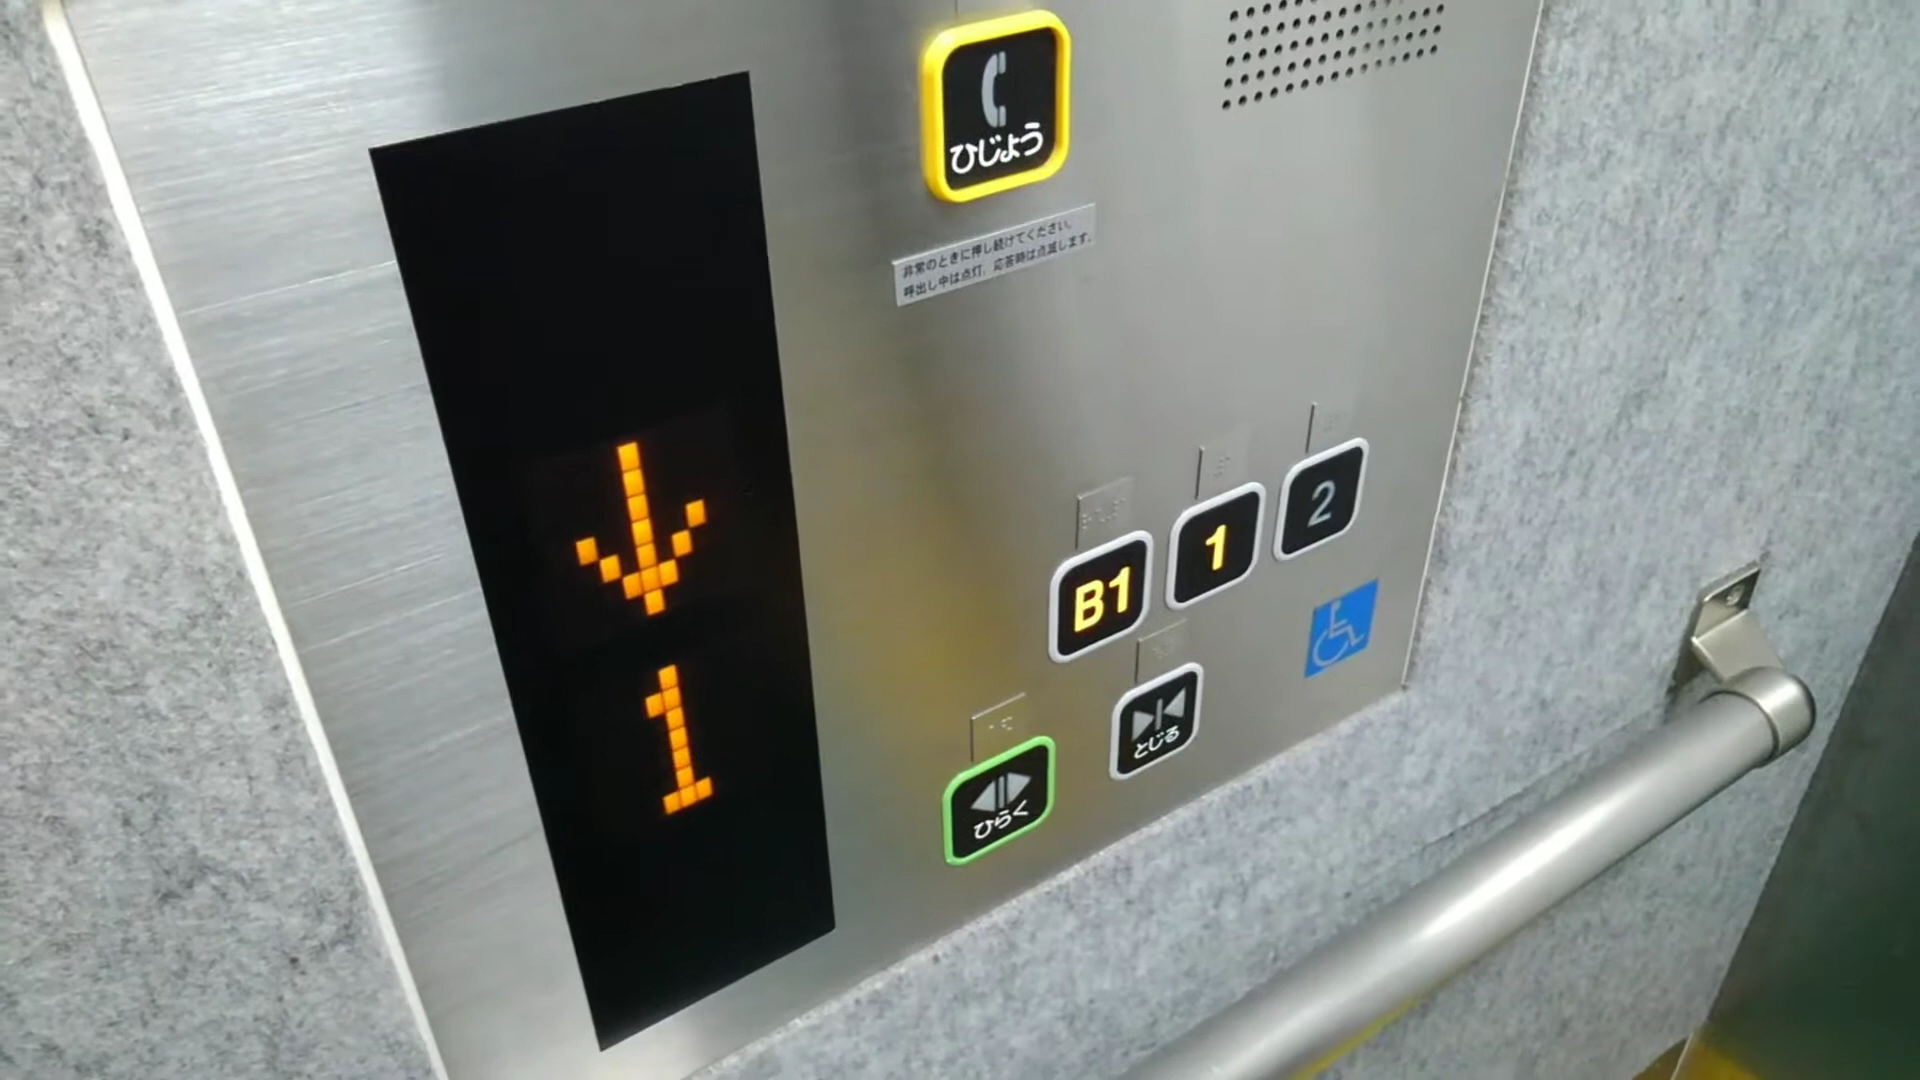 ひじょう
非常のときに押し続けてください。
呼出し中は点灯，応答時は点滅します。
↓
1
B1 1 2
とじる
ひらく